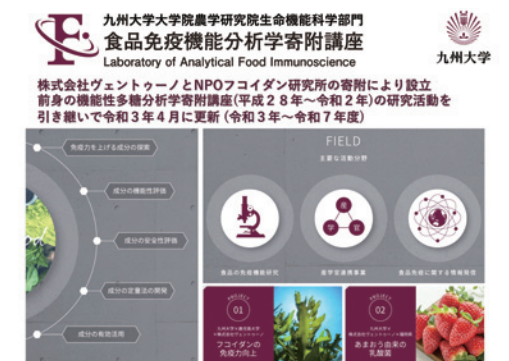 九州大学大学院農学研究院生命機能科学部門
食品免疫機能分析学寄附講座
Laboratory of Analytical Food Immunoscience
九州大学
株式会社ヴェントゥーノとNPOフコイダン研究所の寄附により設立
前身の機能性多糖分析学寄附講座(平成28年～令和2年)の研究活動を
引き継いで令和3年4月に更新(令和3年～令和7年度)
免疫力を上げる成分の探索
成分の機能性評価
成分の安全性評価
成分の定量法の開発
成分の有効活用
FIELD
主要な活動分野
産
学
官
食品の免疫機能研究
産学官連携事業
食品免疫に関する情報発信
PROJECT
01
フコイダンの
免疫力向上
PROJECT
02
あまおう由来の
乳酸菌